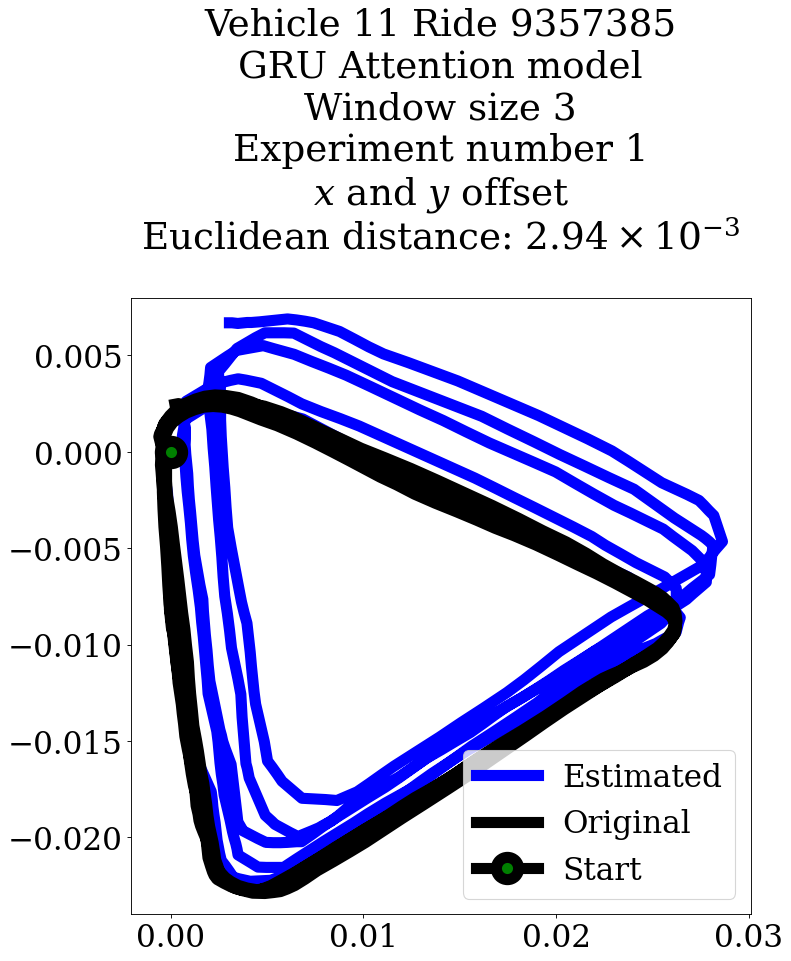 Vehicle 11 Ride 9357385
GRU Attention model
Window size 3
Experiment number 1
x and y offset
Euclidean distance: 2.94 × 10⁻³
0.005
0.000
−0.005
−0.010
−0.015
−0.020
Estimated
Original
Start
0.00 0.01 0.02 0.03